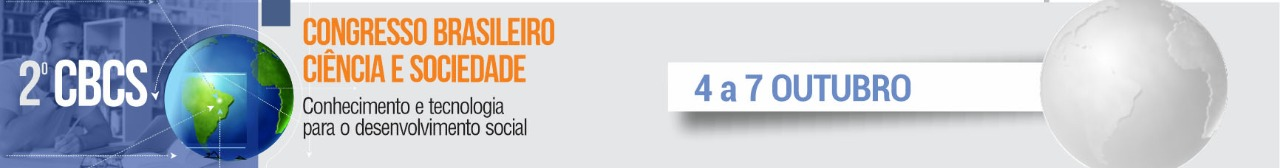 2º CBCS
CONGRESSO BRASILEIRO
CIÊNCIA E SOCIEDADE
Conhecimento e tecnologia
para o desenvolvimento social
4 a 7 OUTUBRO